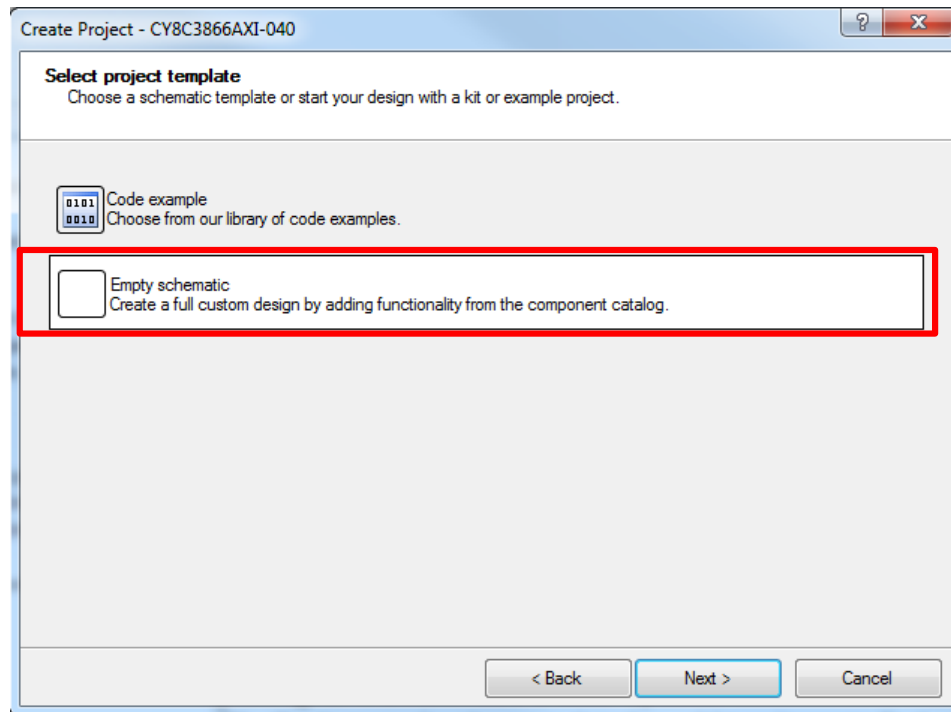 Create Project - CY8C3866AXI-040
?
X
Select project template
Choose a schematic template or start your design with a kit or example project.
0101
0010
Code example
Choose from our library of code examples.
Empty schematic
Create a full custom design by adding functionality from the component catalog.
< Back
Next >
Cancel